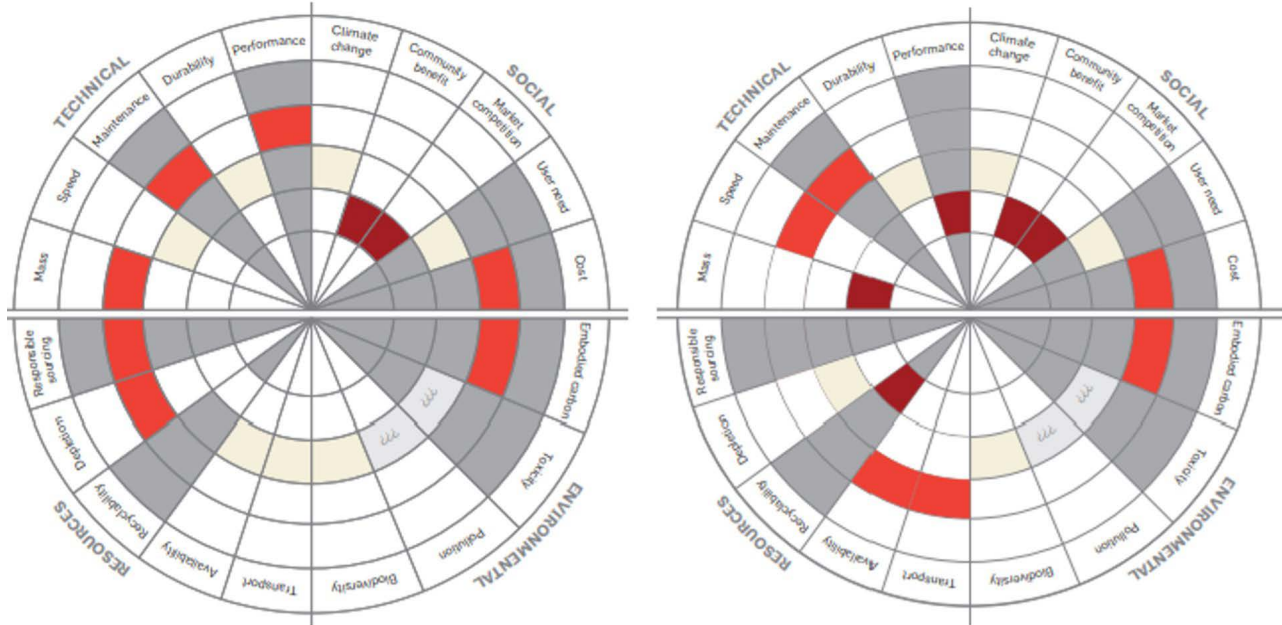 TECHNICAL
SOCIAL
Mass
Speed
Maintenance
Durability
Performance
Climate
change
Community
benefit
Market
competition
User need
Cost
Embodied carbon
Toxicity
Pollution
Biodiversity
Transport
Availability
Recyclability
Depletion
Responsible
sourcing
???
???
RESOURCES
ENVIRONMENTAL
TECHNICAL
SOCIAL
Mass
Speed
Maintenance
Durability
Performance
Climate
change
Community
benefit
Market
competition
User need
Cost
Embodied carbon
Toxicity
Pollution
Biodiversity
Transport
Availability
Recyclability
Depletion
Responsible
sourcing
???
???
RESOURCES
ENVIRONMENTAL